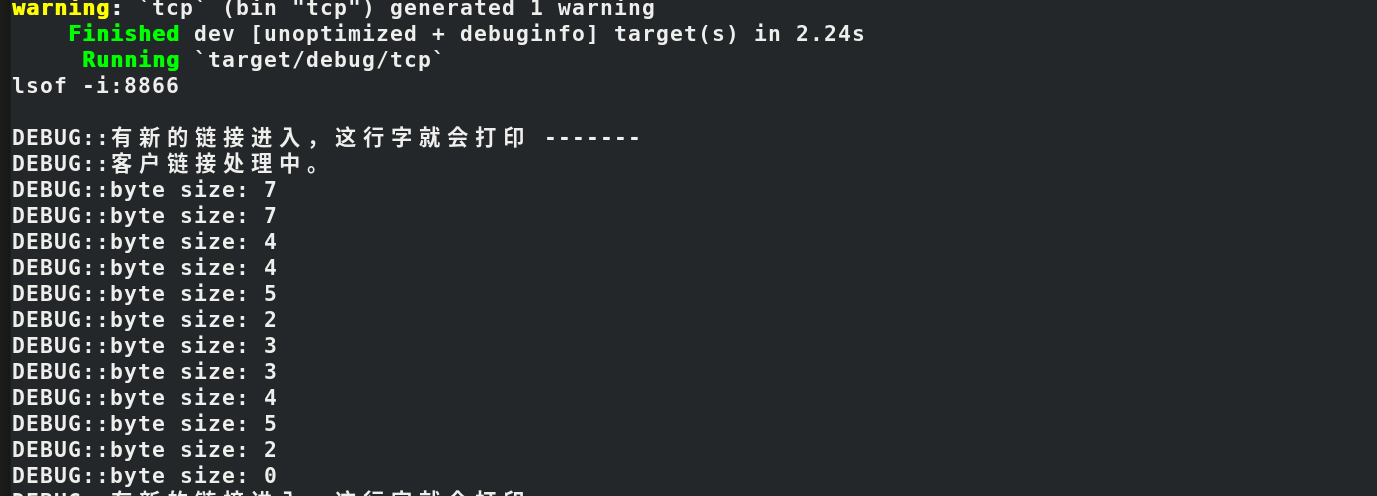 warning: `tcp` (bin "tcp") generated 1 warning
Finished dev [unoptimized + debuginfo] target(s) in 2.24s
Running `target/debug/tcp`
lsof -i:8866
DEBUG::有新的链接进入，这行字就会打印 -------
DEBUG::客户链接处理中。
DEBUG::byte size: 7
DEBUG::byte size: 7
DEBUG::byte size: 4
DEBUG::byte size: 4
DEBUG::byte size: 5
DEBUG::byte size: 2
DEBUG::byte size: 3
DEBUG::byte size: 3
DEBUG::byte size: 4
DEBUG::byte size: 5
DEBUG::byte size: 2
DEBUG::byte size: 0